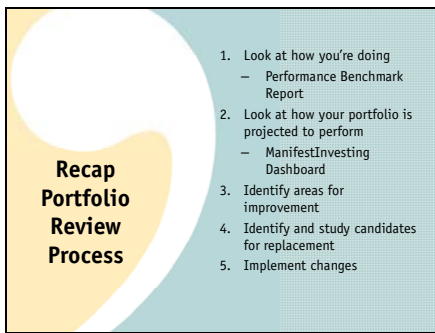 Recap
Portfolio
Review
Process
1. Look at how you're doing
– Performance Benchmark
Report
2. Look at how your portfolio is
projected to perform
– ManifestInvesting
Dashboard
3. Identify areas for
improvement
4. Identify and study candidates
for replacement
5. Implement changes